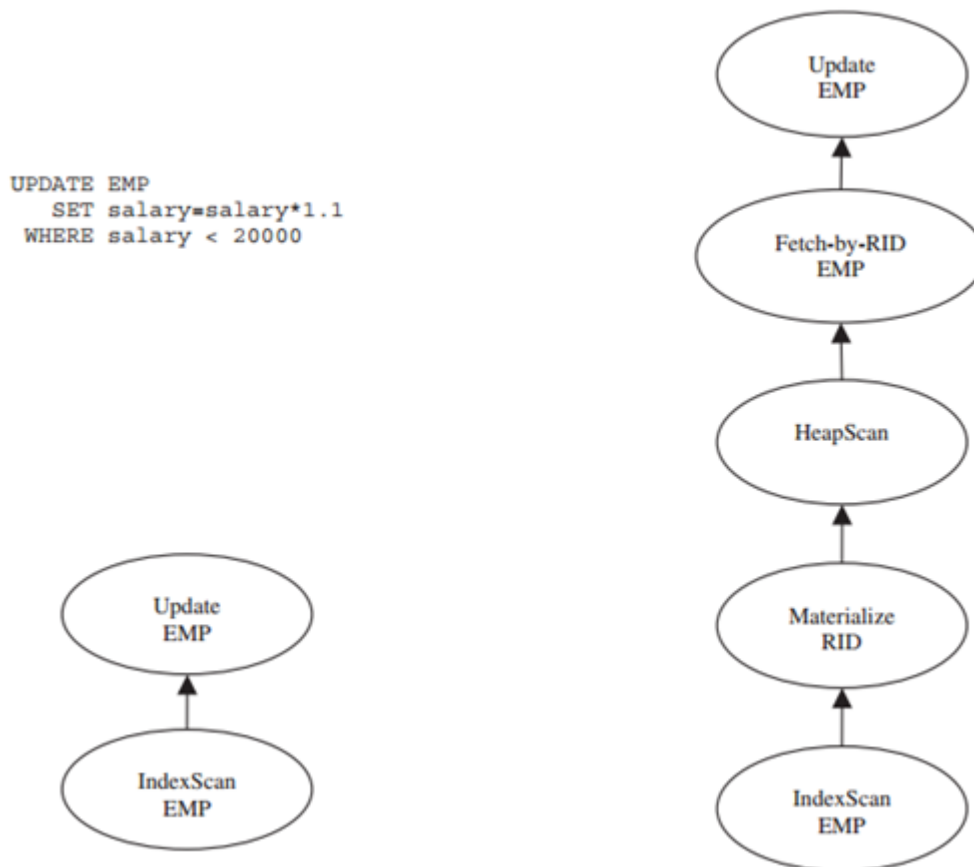 UPDATE EMP
SET salary=salary*1.1
WHERE salary < 20000
Update
EMP
IndexScan
EMP
Update
EMP
Fetch-by-RID
EMP
HeapScan
Materialize
RID
IndexScan
EMP